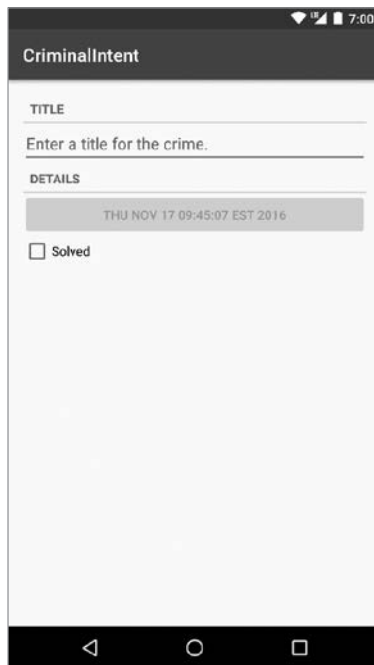 7:00
CriminalIntent
TITLE
Enter a title for the crime.
DETAILS
THU NOV 17 09:45:07 EST 2016
Solved